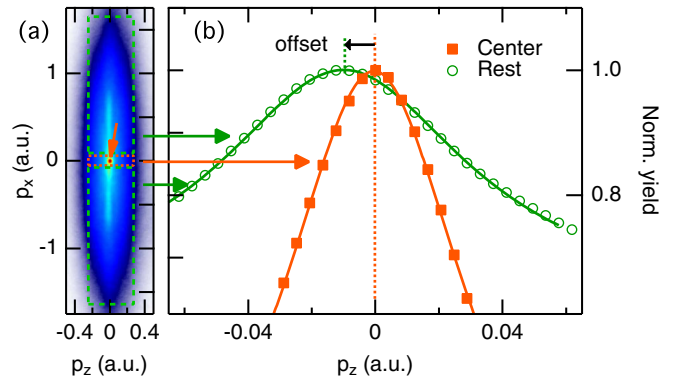 (a)
(b)
offset
Center
Rest
1
0
-1
p_x (a.u.)
-0.4 0 0.4
p_z (a.u.)
1.0
0.8
Norm. yield
-0.04 0 0.04
p_z (a.u.)